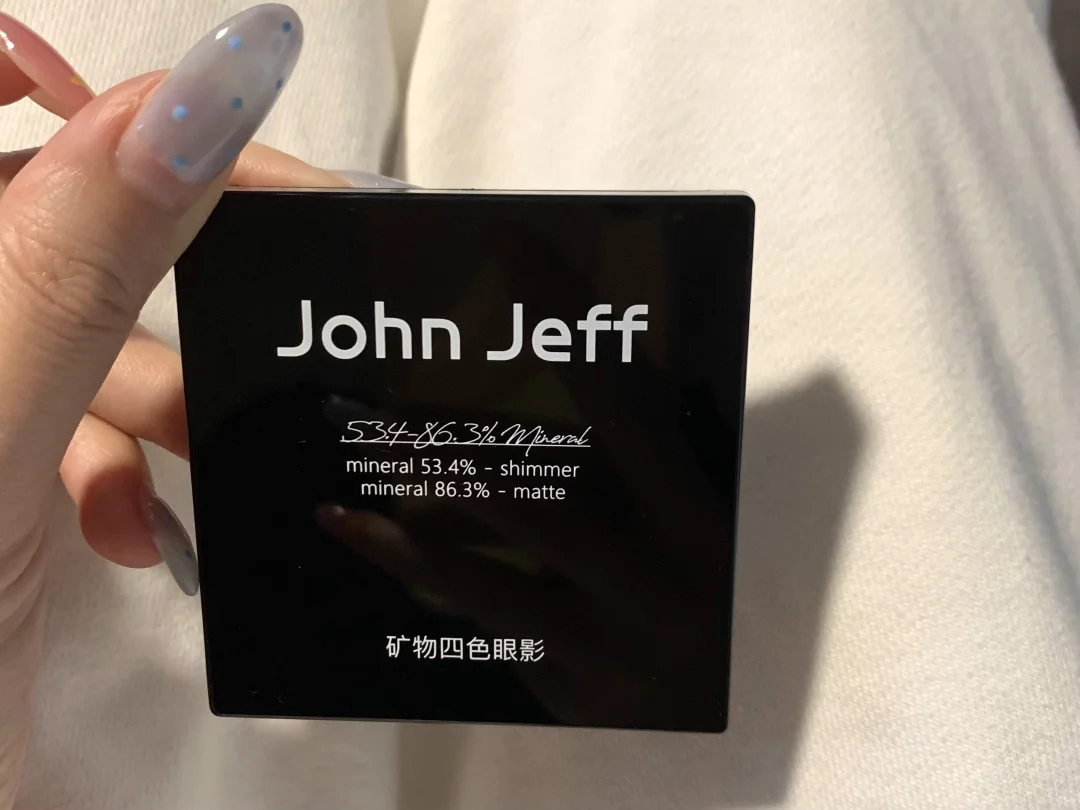 John Jeff
53.4-86.3% Mineral
mineral 53.4% - shimmer
mineral 86.3% - matte
矿物四色眼影